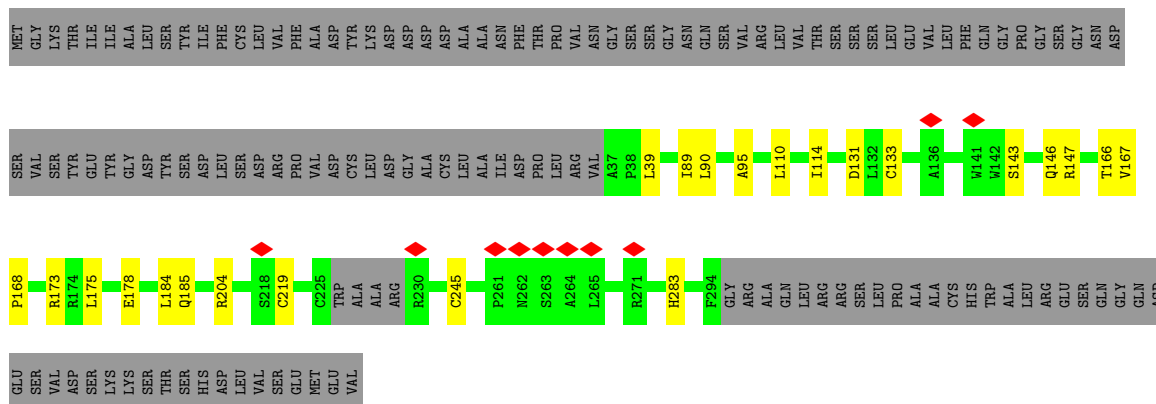 MET GLY LYS THR ILE ILE ALA LEU SER TYR ILE PHE CYS LEU VAL PHE ALA ASP TYR LYS ASP ASP ASP ASP ALA ALA ASN PHE THR PRO VAL ASN GLY SER SER GLY ASN GLN SER VAL ARG LEU VAL THR SER SER SER LEU GLU VAL LEU PHE GLN GLY PRO GLY SER GLY ASN ASP
SER VAL SER TYR GLU TYR GLY ASP TYR SER ASP LEU SER ASP ARG PRO VAL ASP CYS LEU ASP GLY ALA CYS LEU ALA ILE ASP PRO LEU ARG VAL A37 P38 L39 I89 L90 A95 L110 I114 D131 L132 C133 A136 W141 W142 S143 Q146 R147 T166 V167
P168 R173 R174 L175 E178 L184 Q185 R204 S218 C219 C225 TRP ALA ALA ARG R230 C245 P261 N262 S263 A264 L265 R271 H283 F294 GLY ARG ALA GLN LEU ARG ARG SER LEU PRO ALA ALA CYS HIS TRP ALA LEU ARG GLU SER GLN GLY GLN ASP
GLU SER VAL ASP SER LYS LYS SER THR SER HIS ASP LEU VAL SER GLU MET GLU VAL